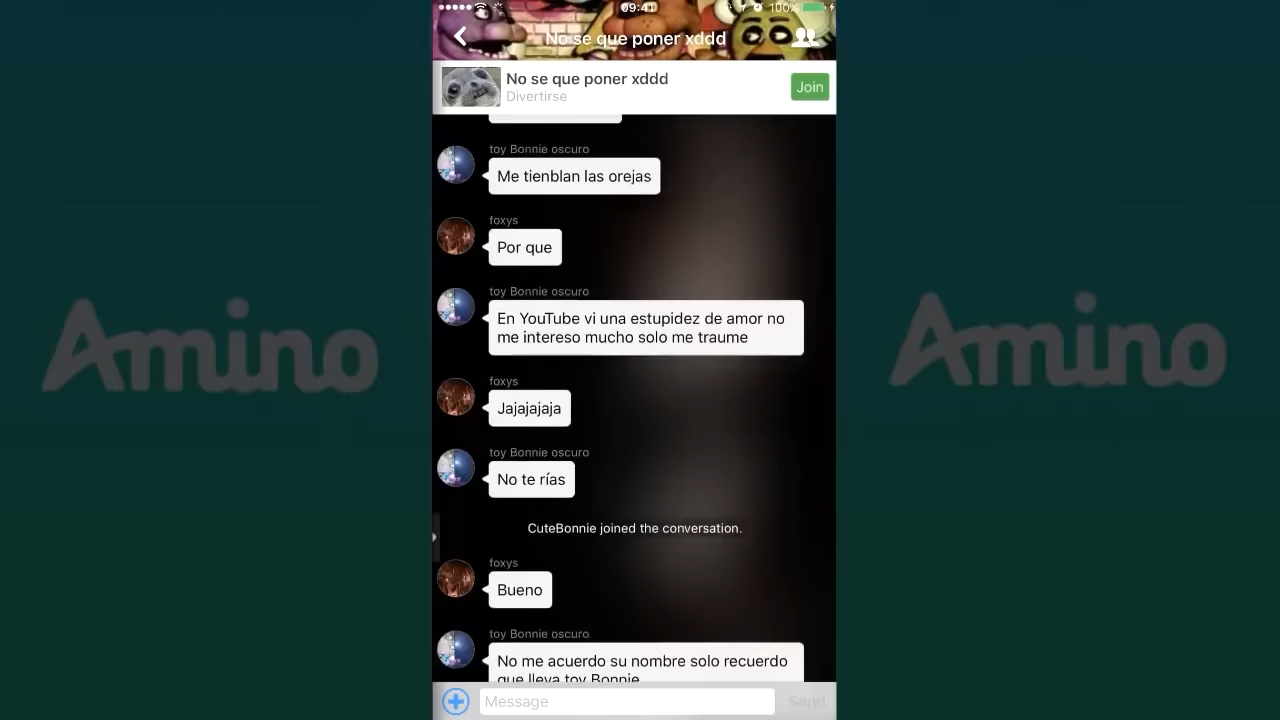 09:41
100%
No se que poner xddd
No se que poner xddd
Divertirse
Join
toy Bonnie oscuro
Me tienblan las orejas
foxys
Por que
toy Bonnie oscuro
En YouTube vi una estupidez de amor no
me intereso mucho solo me traume
foxys
Jajajajaja
toy Bonnie oscuro
No te rías
CuteBonnie joined the conversation.
foxys
Bueno
toy Bonnie oscuro
No me acuerdo su nombre solo recuerdo
que lleva toy Bonnie
Message
Send
Amino
Amino